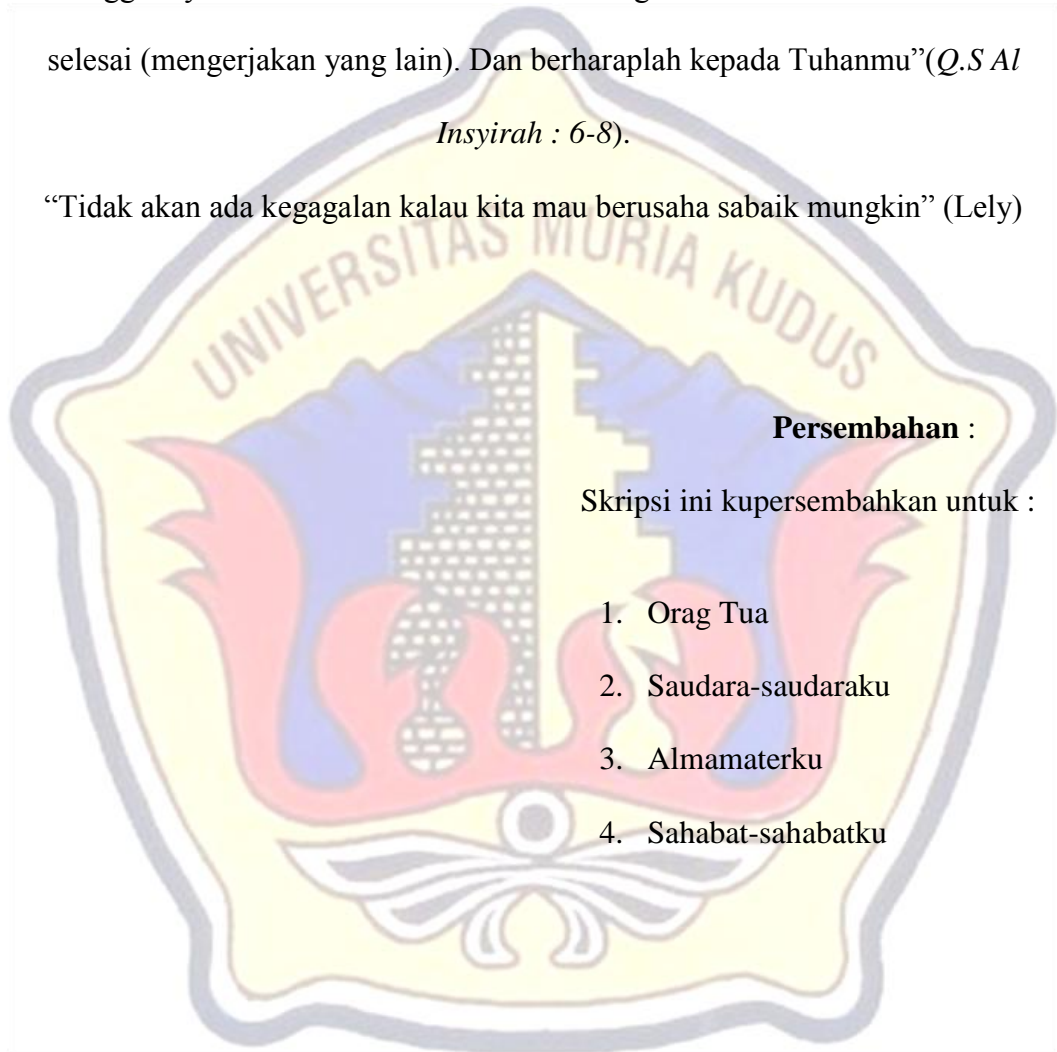 selesai (mengerjakan yang lain). Dan berharaplah kepada Tuhanmu”(Q.S Al
Insyirah : 6-8).
“Tidak akan ada kegagalan kalau kita mau berusaha sabaik mungkin” (Lely)
UNIVERSITAS MURIA KUDUS
Persembahan :
Skripsi ini kupersembahkan untuk :
1. Orag Tua
2. Saudara-saudaraku
3. Almamaterku
4. Sahabat-sahabatku